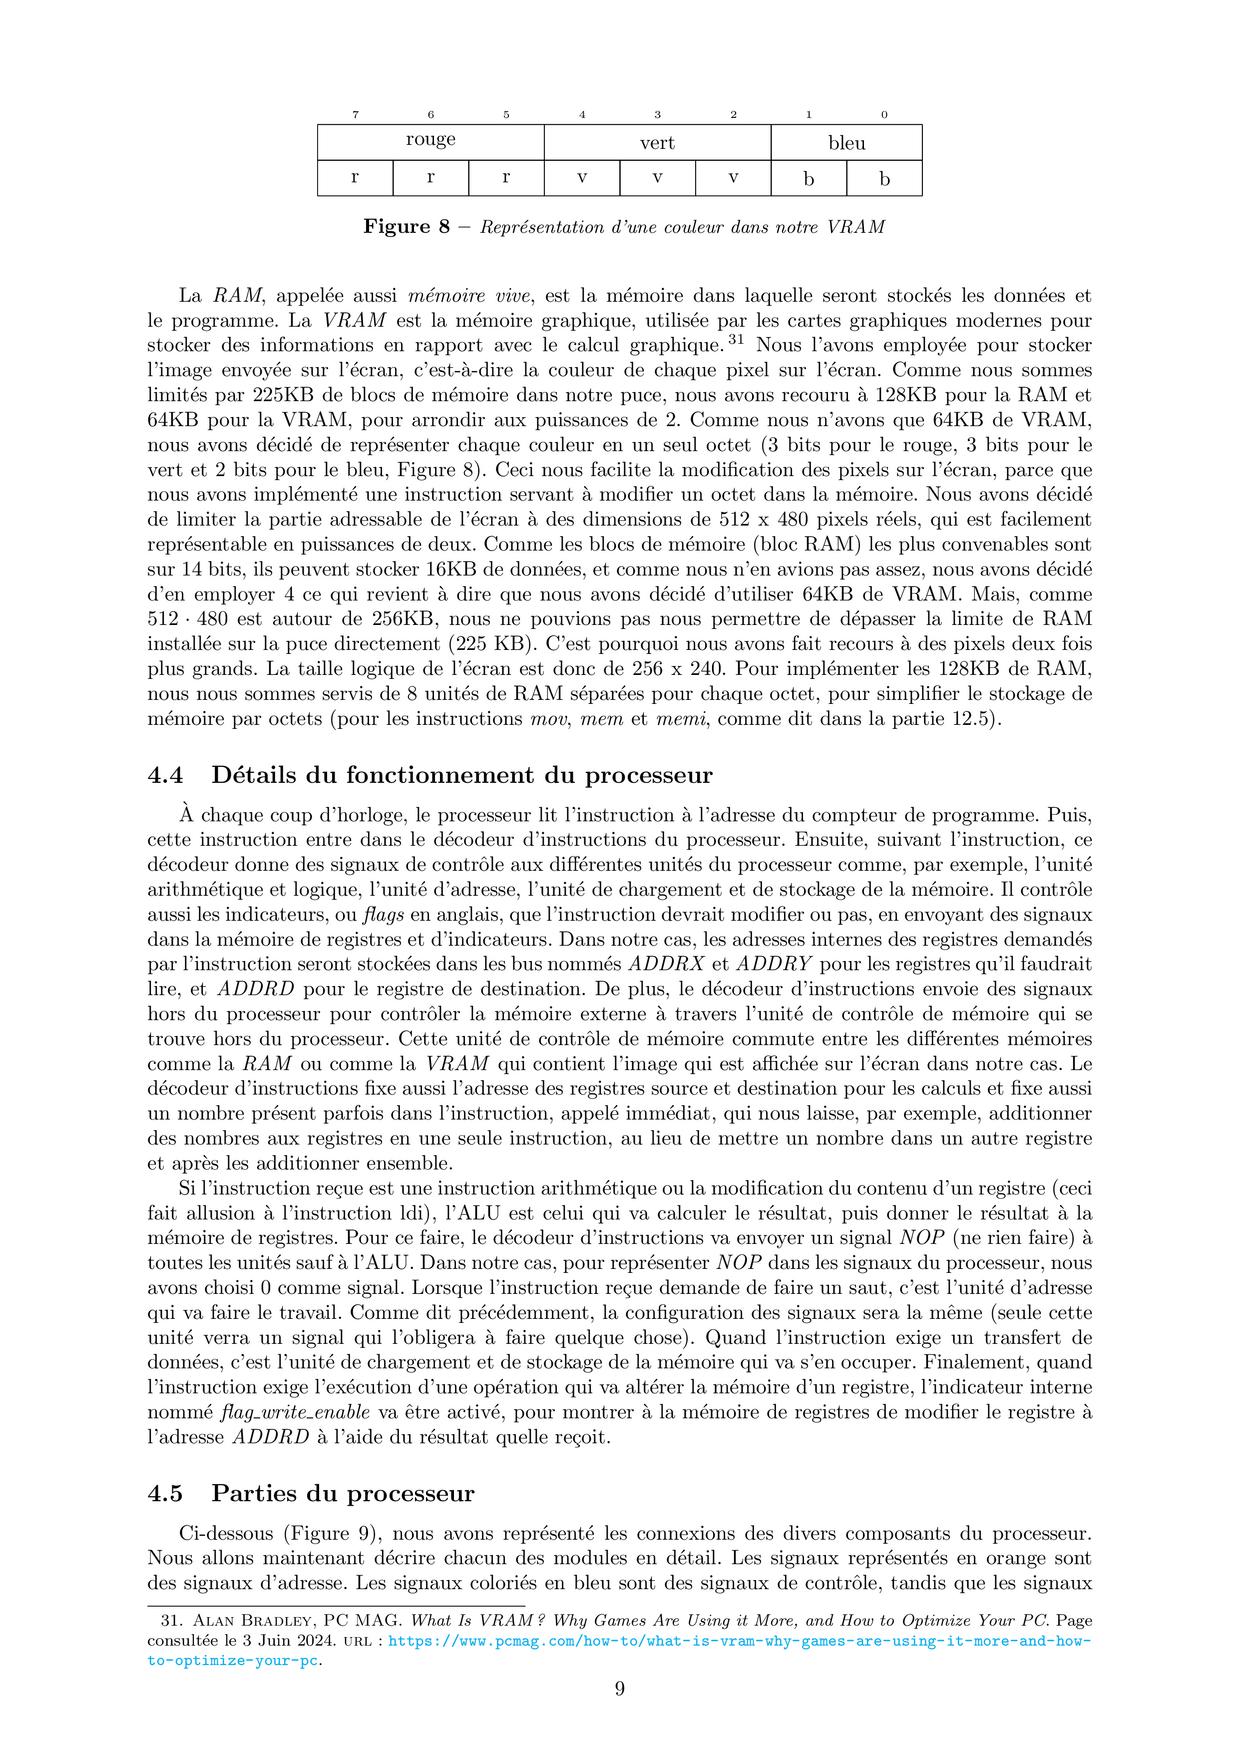 7 6 5 4 3 2 1 0
rouge vert bleu
r r r v v v b b
Figure 8 – Représentation d'une couleur dans notre VRAM
La RAM, appelée aussi mémoire vive, est la mémoire dans laquelle seront stockés les données et
le programme. La VRAM est la mémoire graphique, utilisée par les cartes graphiques modernes pour
stocker des informations en rapport avec le calcul graphique. 31 Nous l'avons employée pour stocker
l'image envoyée sur l'écran, c'est-à-dire la couleur de chaque pixel sur l'écran. Comme nous sommes
limités par 225KB de blocs de mémoire dans notre puce, nous avons recouru à 128KB pour la RAM et
64KB pour la VRAM, pour arrondir aux puissances de 2. Comme nous n'avons que 64KB de VRAM,
nous avons décidé de représenter chaque couleur en un seul octet (3 bits pour le rouge, 3 bits pour le
vert et 2 bits pour le bleu, Figure 8). Ceci nous facilite la modification des pixels sur l'écran, parce que
nous avons implémenté une instruction servant à modifier un octet dans la mémoire. Nous avons décidé
de limiter la partie adressable de l'écran à des dimensions de 512 x 480 pixels réels, qui est facilement
représentable en puissances de deux. Comme les blocs de mémoire (bloc RAM) les plus convenables sont
sur 14 bits, ils peuvent stocker 16KB de données, et comme nous n'en avions pas assez, nous avons décidé
d'en employer 4 ce qui revient à dire que nous avons décidé d'utiliser 64KB de VRAM. Mais, comme
512 · 480 est autour de 256KB, nous ne pouvions pas nous permettre de dépasser la limite de RAM
installée sur la puce directement (225 KB). C'est pourquoi nous avons fait recours à des pixels deux fois
plus grands. La taille logique de l'écran est donc de 256 x 240. Pour implémenter les 128KB de RAM,
nous nous sommes servis de 8 unités de RAM séparées pour chaque octet, pour simplifier le stockage de
mémoire par octets (pour les instructions mov, mem et memi, comme dit dans la partie 12.5).
4.4 Détails du fonctionnement du processeur
À chaque coup d'horloge, le processeur lit l'instruction à l'adresse du compteur de programme. Puis,
cette instruction entre dans le décodeur d'instructions du processeur. Ensuite, suivant l'instruction, ce
décodeur donne des signaux de contrôle aux différentes unités du processeur comme, par exemple, l'unité
arithmétique et logique, l'unité d'adresse, l'unité de chargement et de stockage de la mémoire. Il contrôle
aussi les indicateurs, ou flags en anglais, que l'instruction devrait modifier ou pas, en envoyant des signaux
dans la mémoire de registres et d'indicateurs. Dans notre cas, les adresses internes des registres demandés
par l'instruction seront stockées dans les bus nommés ADDRX et ADDRY pour les registres qu'il faudrait
lire, et ADDRD pour le registre de destination. De plus, le décodeur d'instructions envoie des signaux
hors du processeur pour contrôler la mémoire externe à travers l'unité de contrôle de mémoire qui se
trouve hors du processeur. Cette unité de contrôle de mémoire commute entre les différentes mémoires
comme la RAM ou comme la VRAM qui contient l'image qui est affichée sur l'écran dans notre cas. Le
décodeur d'instructions fixe aussi l'adresse des registres source et destination pour les calculs et fixe aussi
un nombre présent parfois dans l'instruction, appelé immédiat, qui nous laisse, par exemple, additionner
des nombres aux registres en une seule instruction, au lieu de mettre un nombre dans un autre registre
et après les additionner ensemble.
Si l'instruction reçue est une instruction arithmétique ou la modification du contenu d'un registre (ceci
fait allusion à l'instruction ldi), l'ALU est celui qui va calculer le résultat, puis donner le résultat à la
mémoire de registres. Pour ce faire, le décodeur d'instructions va envoyer un signal NOP (ne rien faire) à
toutes les unités sauf à l'ALU. Dans notre cas, pour représenter NOP dans les signaux du processeur, nous
avons choisi 0 comme signal. Lorsque l'instruction reçue demande de faire un saut, c'est l'unité d'adresse
qui va faire le travail. Comme dit précédemment, la configuration des signaux sera la même (seule cette
unité verra un signal qui l'obligera à faire quelque chose). Quand l'instruction exige un transfert de
données, c'est l'unité de chargement et de stockage de la mémoire qui va s'en occuper. Finalement, quand
l'instruction exige l'exécution d'une opération qui va altérer la mémoire d'un registre, l'indicateur interne
nommé flag_write_enable va être activé, pour montrer à la mémoire de registres de modifier le registre à
l'adresse ADDRD à l'aide du résultat quelle reçoit.
4.5 Parties du processeur
Ci-dessous (Figure 9), nous avons représenté les connexions des divers composants du processeur.
Nous allons maintenant décrire chacun des modules en détail. Les signaux représentés en orange sont
des signaux d'adresse. Les signaux coloriés en bleu sont des signaux de contrôle, tandis que les signaux
31. ALAN BRADLEY, PC MAG. What Is VRAM ? Why Games Are Using it More, and How to Optimize Your PC. Page
consultée le 3 Juin 2024. URL : https://www.pcmag.com/how-to/what-is-vram-why-games-are-using-it-more-and-how-
to-optimize-your-pc.
9